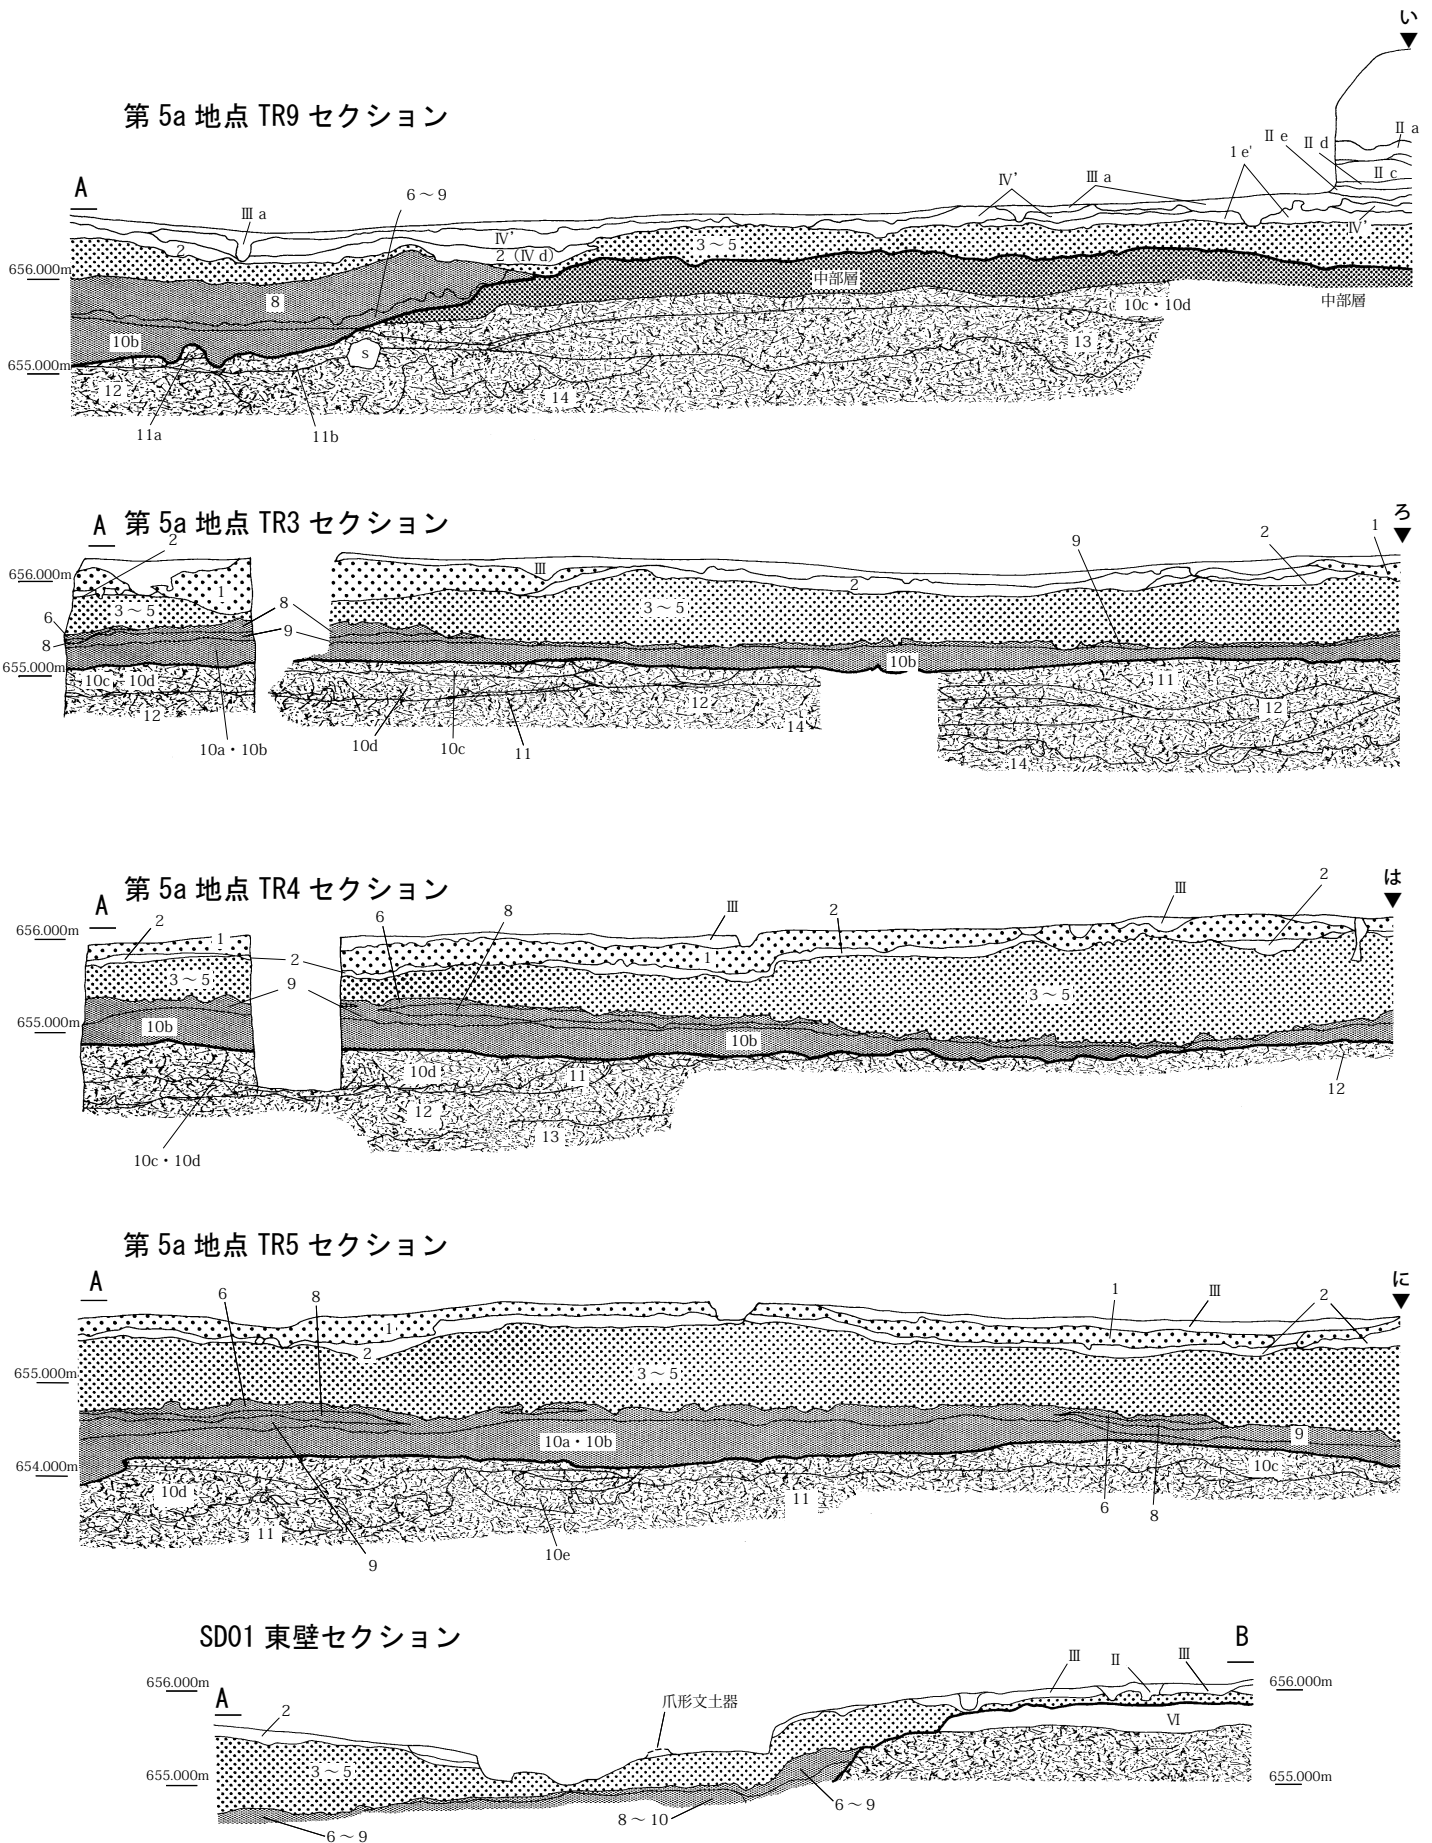 い
第 5a 地点 TR9 セクション
Ⅱ a
Ⅱ e
Ⅱ d
1 e'
Ⅱ c
A
6～9
Ⅳ’
Ⅲ a
Ⅲ a
Ⅳ’
Ⅳ’
2
2（Ⅳ d）
3～5
656.000m
中部層
8
10c・10d
中部層
10b
13
s
655.000m
12
14
11a
11b
ろ
A
第 5a 地点 TR3 セクション
2
9
2
1
656.000m
Ⅲ
1
2
3～5
8
3～5
6
9
8
10b
655.000m
10c
10d
11
12
12
12
14
10a・10b
10d
10c
11
14
は
第 5a 地点 TR4 セクション
A
2
6
8
Ⅲ
2
Ⅲ
2
656.000m
1
2
1
3～5
9
3～5
655.000m
10b
10b
10d
11
12
12
13
10c・10d
第 5a 地点 TR5 セクション
A
に
6
8
1
Ⅲ
2
1
2
655.000m
3～5
10a・10b
9
654.000m
10c
10d
11
6
8
11
9
10e
SD01 東壁セクション
B
656.000m
A
爪形文土器
Ⅲ
Ⅱ
Ⅲ
656.000m
2
Ⅵ
3～5
655.000m
655.000m
6～9
8～10
6～9